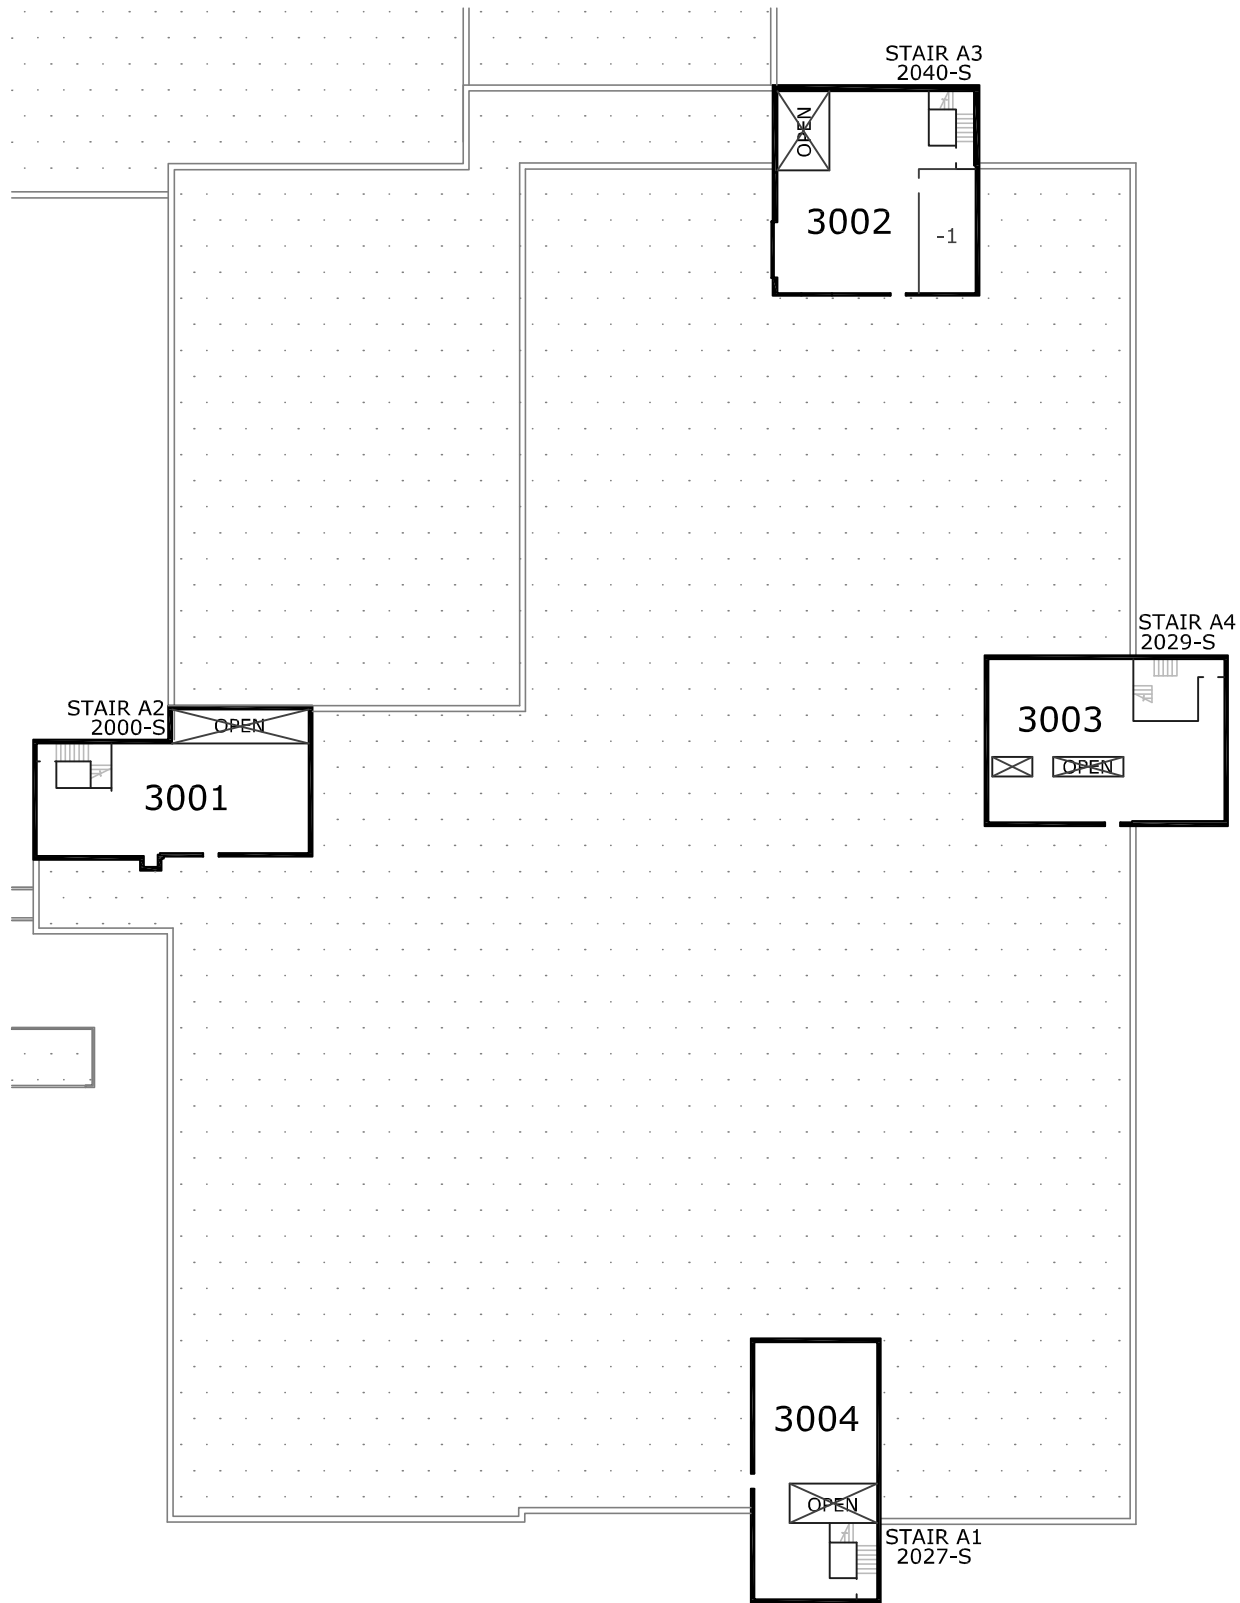 STAIR A3
2040-S
OPEN
3002
-1
STAIR A4
2029-S
3003
OPEN
STAIR A2
2000-S
OPEN
3001
3004
OPEN
STAIR A1
2027-S